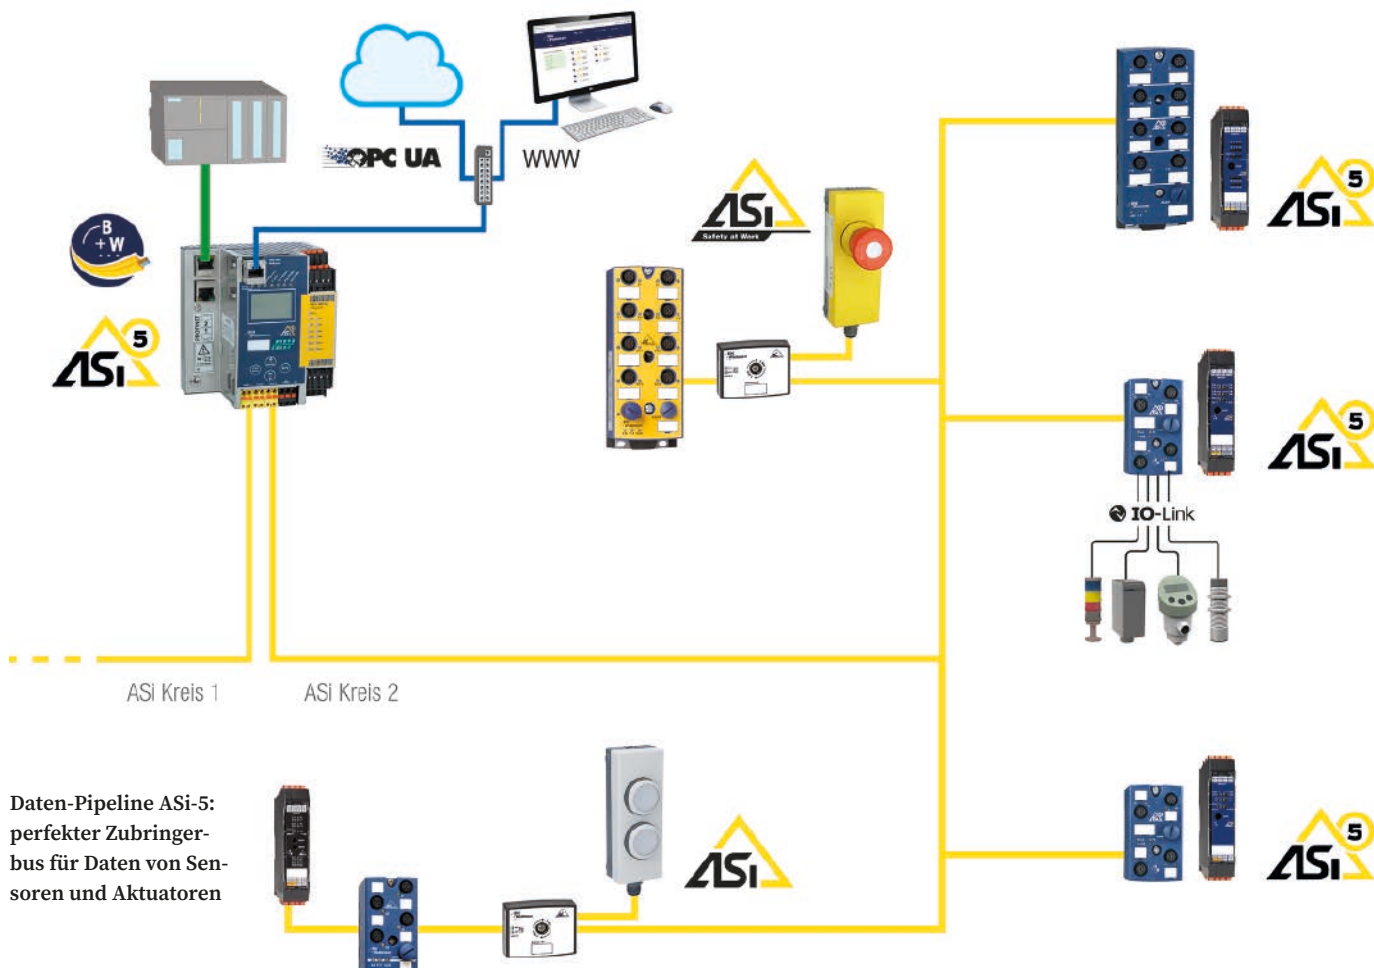 OPC UA
WWW
B
+W
ASi
5
PROFINET
ASi
Safety at Work
ASi
5
ASi
5
IO-Link
ASi Kreis 1
ASi Kreis 2
Daten-Pipeline ASi-5:
perfekter Zubringer-
bus für Daten von Sen-
soren und Aktuatoren
ASi
ASi
5